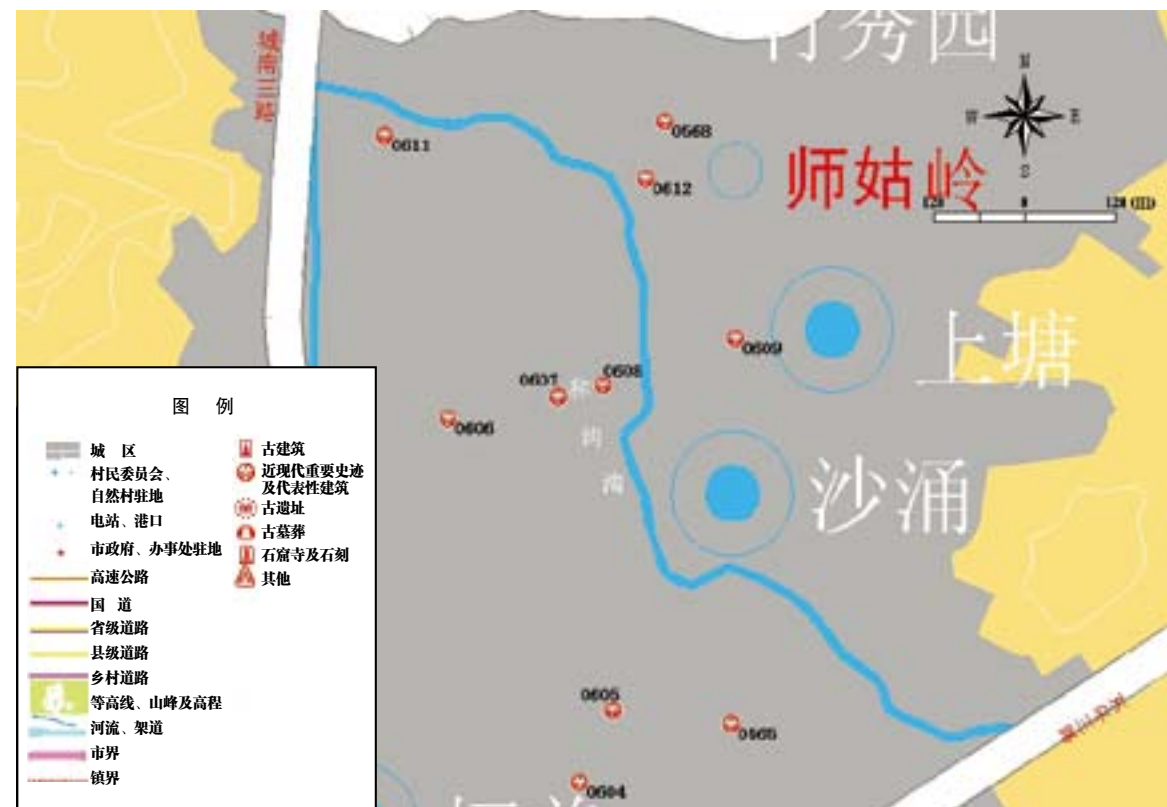 秀园
城南三路
N
W
E
S
0568
0611
0612
师姑岭
120
0
120 (m)
0609
上塘
0608
0607
0606
沙涌
图 例
城 区
村民委员会、
自然村驻地
电站、港口
市政府、办事处驻地
高速公路
国 道
省级道路
县级道路
乡村道路
等高线、山峰及高程
河流、架道
市界
镇界
古建筑
近现代重要史迹
及代表性建筑
古遗址
古墓葬
石窟寺及石刻
其他
0605
0604